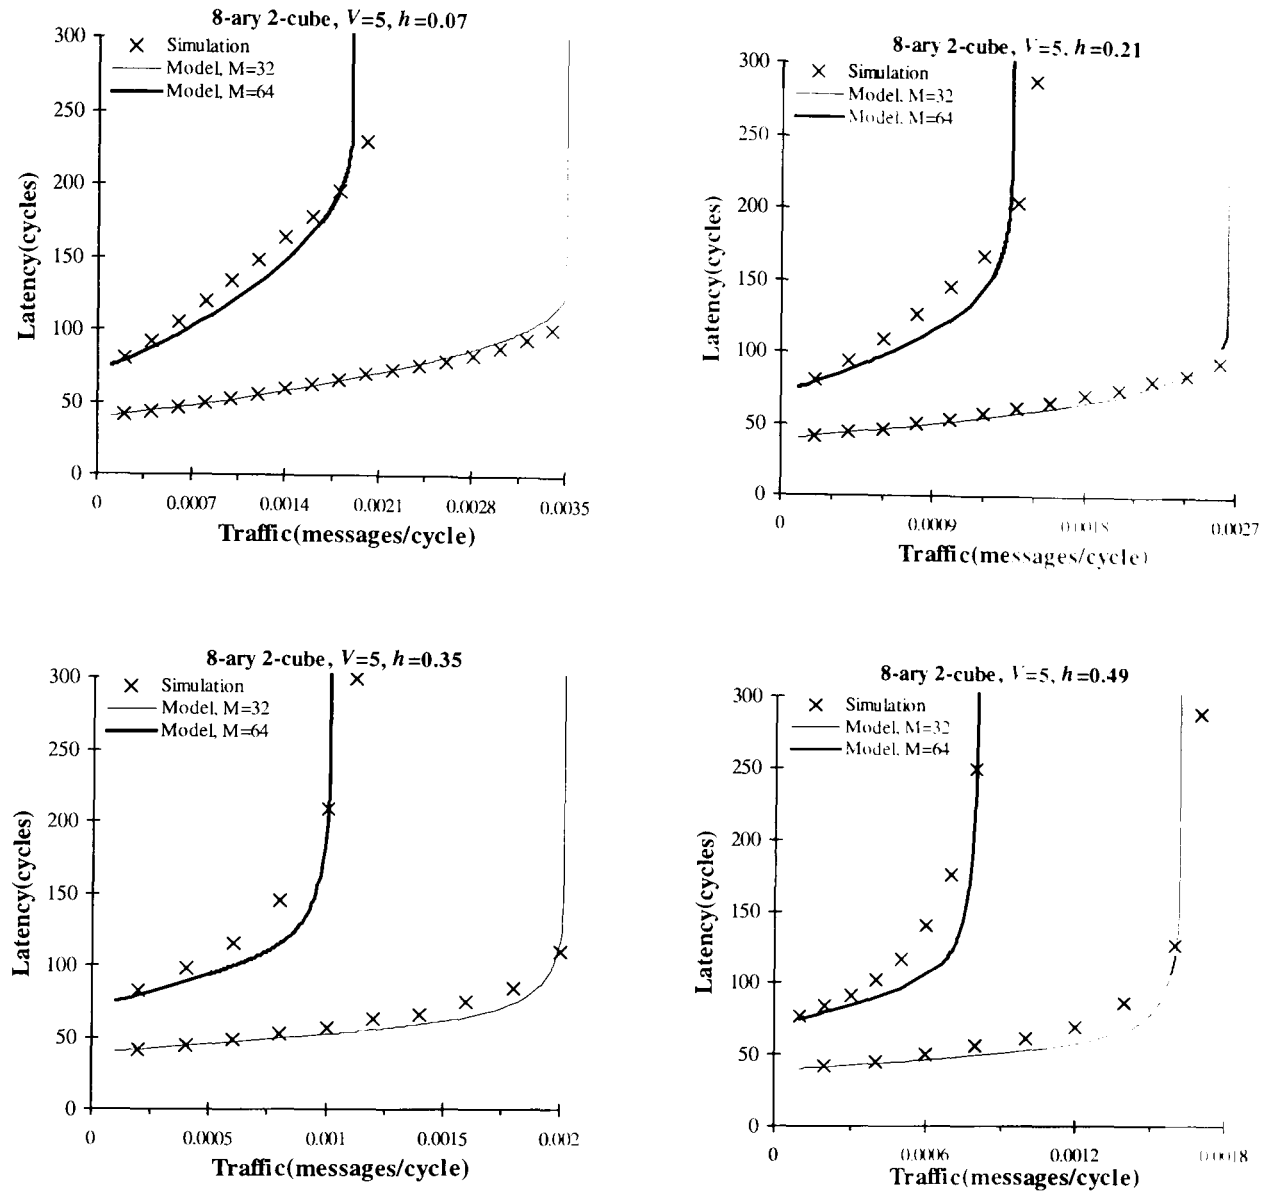 8-ary 2-cube, V=5, h=0.07
300
Simulation
Model, M=32
Model, M=64
250
200
150
100
50
0
Latency(cycles)
0 0.0007 0.0014 0.0021 0.0028 0.0035
Traffic(messages/cycle)
8-ary 2-cube, V=5, h=0.21
300
Simulation
Model, M=32
Model, M=64
250
200
150
100
50
0
Latency(cycles)
0 0.0009 0.0018 0.0027
Traffic(messages/cycle)
8-ary 2-cube, V=5, h=0.35
300
Simulation
Model, M=32
Model, M=64
250
200
150
100
50
0
Latency(cycles)
0 0.0005 0.001 0.0015 0.002
Traffic(messages/cycle)
8-ary 2-cube, V=5, h=0.49
300
Simulation
Model, M=32
Model, M=64
250
200
150
100
50
0
Latency(cycles)
0 0.0006 0.0012 0.0018
Traffic(messages/cycle)